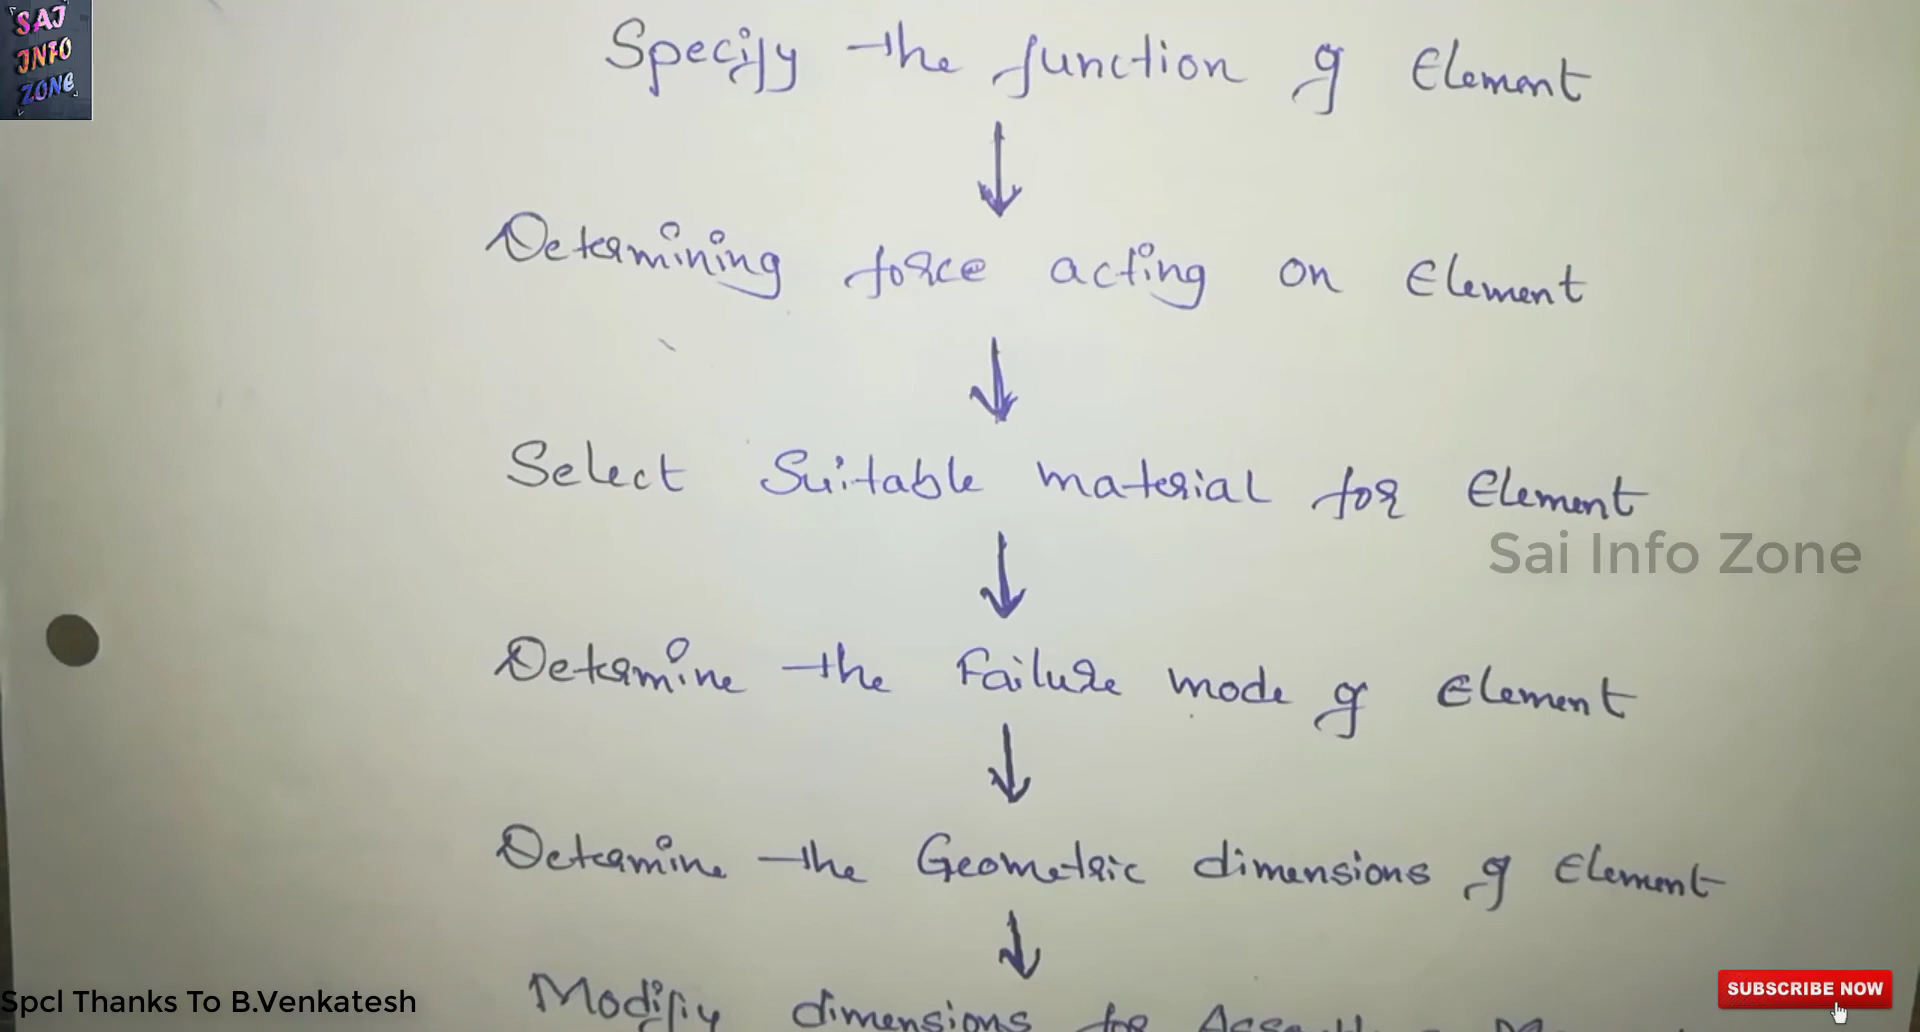 SAI
INFO
ZONE
Specify the function of Element
Determining force acting on Element
Select Suitable material for Element
Sai Info Zone
Determine the Failure mode of Element
Determine the Geometric dimensions of Element
Modifiy dimensions for
Spcl Thanks To B.Venkatesh
SUBSCRIBE NOW